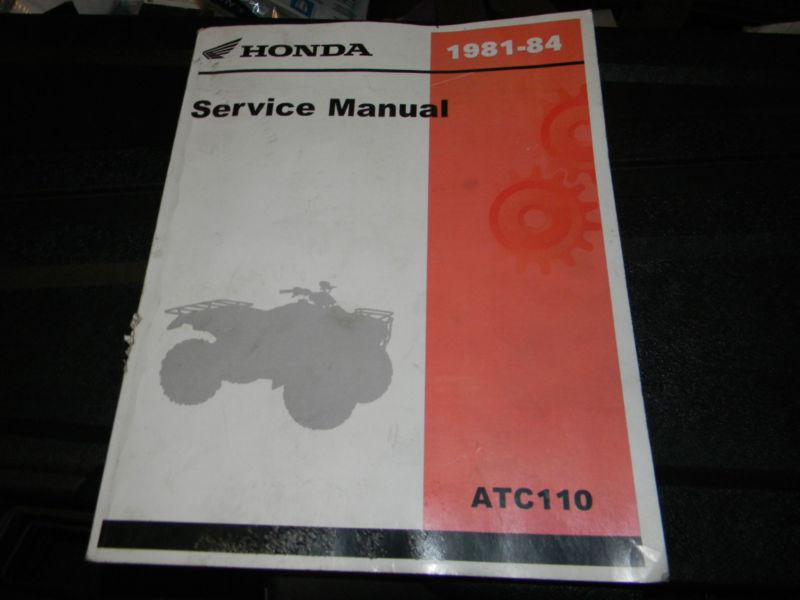 HONDA
1981-84
Service Manual
ATC110